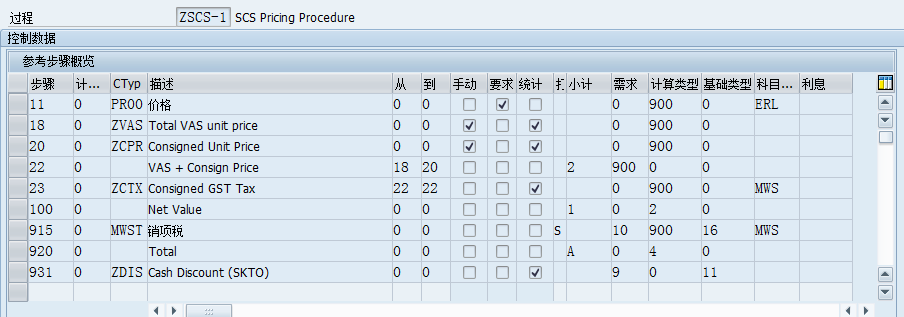 过程 ZSCS-1 SCS Pricing Procedure
控制数据
参考步骤概览
步骤 计... CTyp 描述 从 到 手动 要求 统计 打 小计 需求 计算类型 基础类型 科目... 利息
11 0 PR00 价格 0 0 0 900 0 ERL
18 0 ZVAS Total VAS unit price 0 0 0 900 0
20 0 ZCPR Consigned Unit Price 0 0 0 900 0
22 0 VAS + Consign Price 18 20 2 900 0 0
23 0 ZCTX Consigned GST Tax 22 22 0 900 0 MWS
100 0 Net Value 0 0 1 0 2 0
915 0 MWST 销项税 0 0 S 10 900 16 MWS
920 0 Total 0 0 A 0 4 0
931 0 ZDIS Cash Discount (SKTO) 0 0 9 0 11